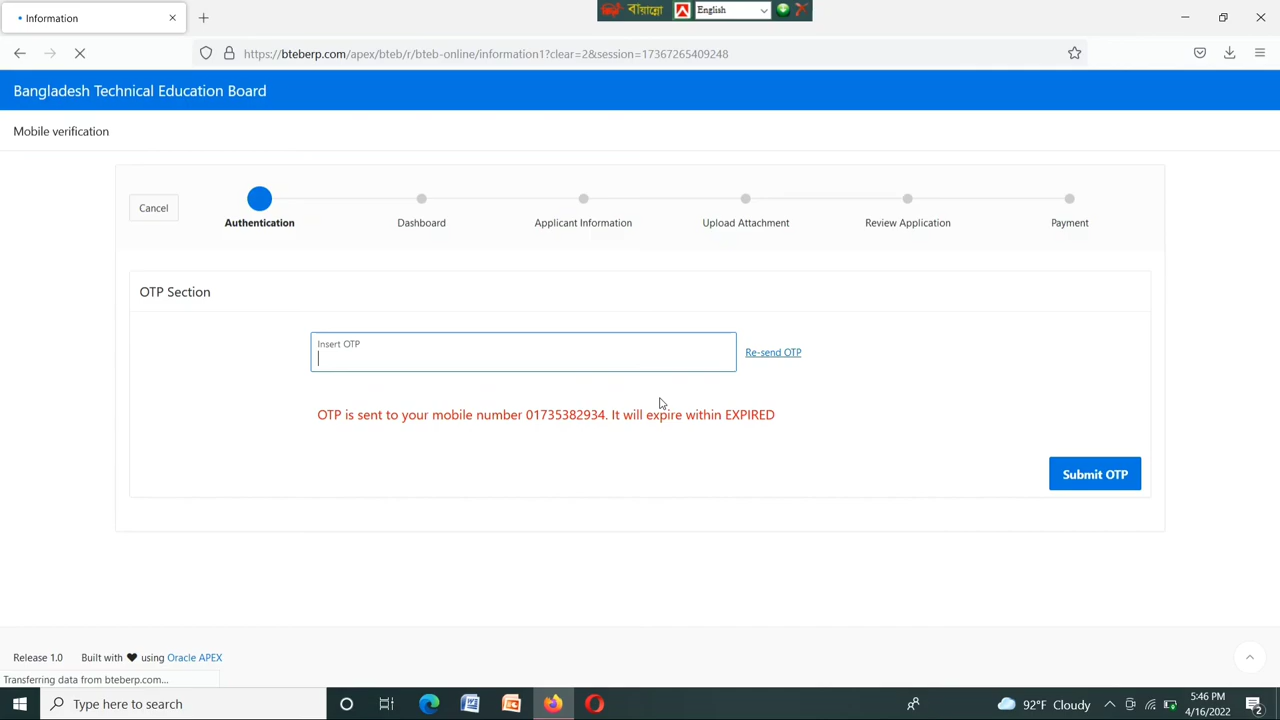 Information
বাংলা
English
https://bteberp.com/apex/bteb/r/bteb-online/information1?clear=2&session=17367265409248
Bangladesh Technical Education Board
Mobile verification
Cancel
Authentication
Dashboard
Applicant Information
Upload Attachment
Review Application
Payment
OTP Section
Insert OTP
Re-send OTP
OTP is sent to your mobile number 01735382934. It will expire within EXPIRED
Submit OTP
Release 1.0 Built with ♥ using Oracle APEX
Transferring data from bteberp.com...
Type here to search
92°F Cloudy
5:46 PM
4/16/2022
2